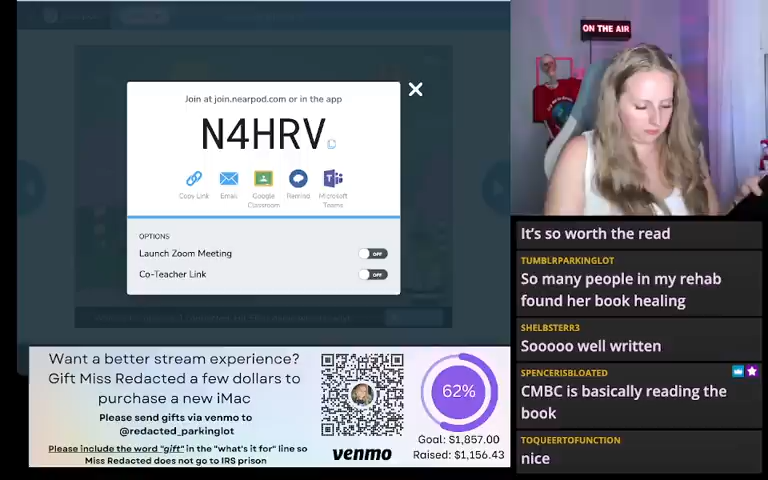 ON THE AIR
Join at join.nearpod.com or in the app
N4HRV
Copy Link
Email
Google
Classroom
Remind
Microsoft
Teams
OPTIONS
Launch Zoom Meeting
OFF
Co-Teacher Link
OFF
Want a better stream experience?
Gift Miss Redacted a few dollars to
purchase a new iMac
Please send gifts via venmo to
@redacted_parkinglot
Please include the word "gift" in the "what's it for" line so
Miss Redacted does not go to IRS prison
venmo
62%
Goal: $1,857.00
Raised: $1,156.43
It's so worth the read
TUMBLRPARKINGLOT
So many people in my rehab
found her book healing
SHELBSTERR3
Sooooo well written
SPENCERISBLOATED
CMBC is basically reading the
book
TOQUEERTOFUNCTION
nice